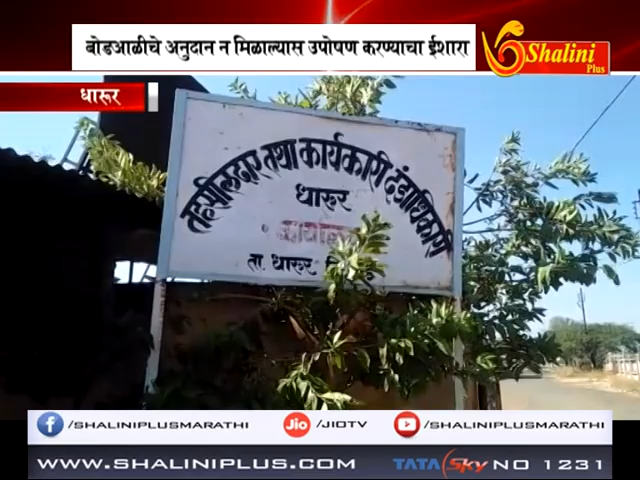 बोडआळीचे अनुदान न मिळाल्यास उपोषण करण्याचा ईशारा
Shalini
Plus
धारूर
तहसीलदार तथा कार्यकारी दंडाधिकारी
धारुर
ता. धारुर
/SHALINIPLUSMARATHI
Jio
/JIOTV
/SHALINIPLUSMARATHI
WWW.SHALINIPLUS.COM
TATA Sky NO 1231